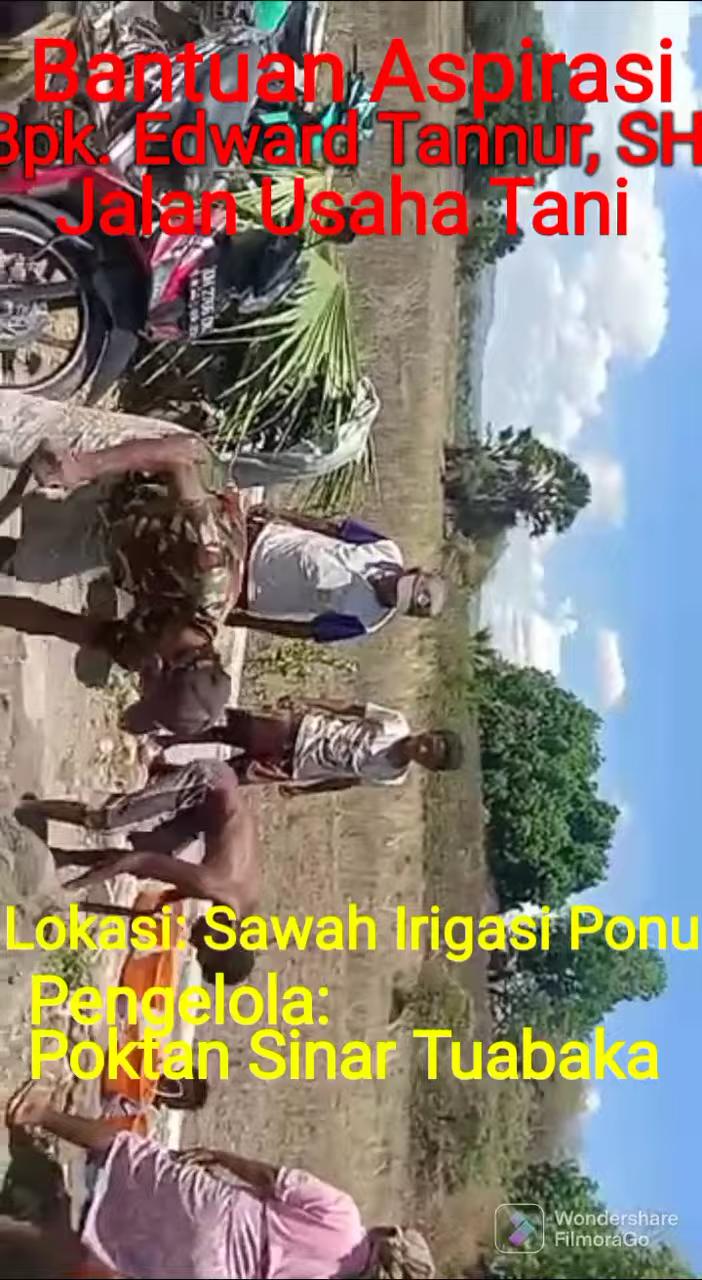 Bantuan Aspirasi
Bpk. Edward Tannur, SH
Jalan Usaha Tani
Lokasi: Sawah Irigasi Ponu
Pengelola:
Poktan Sinar Tuabaka
Wondershare
FilmoraGo